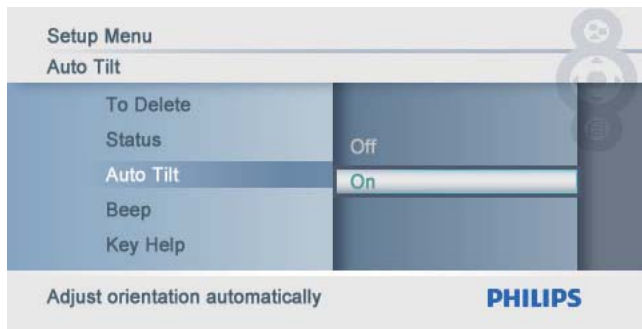 Setup Menu
Auto Tilt
To Delete
Status
Auto Tilt
Beep
Key Help
Off
On
Adjust orientation automatically
PHILIPS